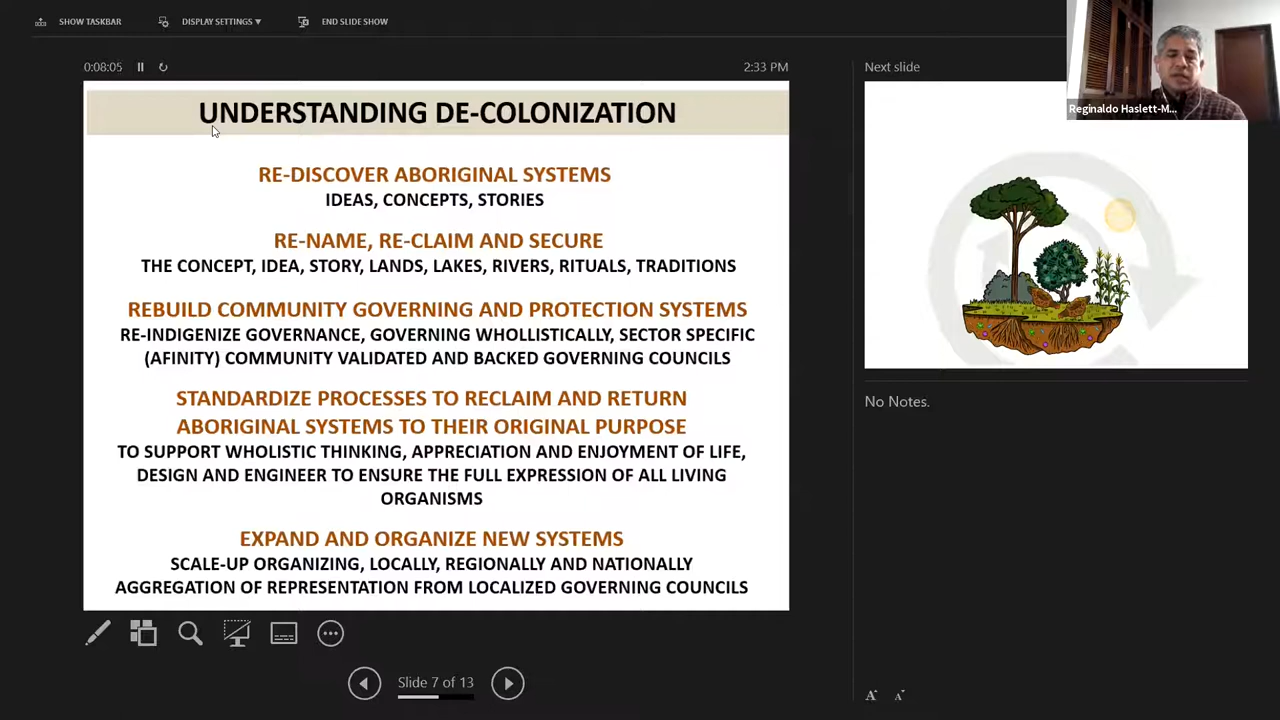 SHOW TASKBAR
DISPLAY SETTINGS ▼
END SLIDE SHOW
0:08:05
2:33 PM
UNDERSTANDING DE-COLONIZATION
RE-DISCOVER ABORIGINAL SYSTEMS
IDEAS, CONCEPTS, STORIES
RE-NAME, RE-CLAIM AND SECURE
THE CONCEPT, IDEA, STORY, LANDS, LAKES, RIVERS, RITUALS, TRADITIONS
REBUILD COMMUNITY GOVERNING AND PROTECTION SYSTEMS
RE-INDIGENIZE GOVERNANCE, GOVERNING WHOLLISTICALLY, SECTOR SPECIFIC
(AFINITY) COMMUNITY VALIDATED AND BACKED GOVERNING COUNCILS
STANDARDIZE PROCESSES TO RECLAIM AND RETURN
ABORIGINAL SYSTEMS TO THEIR ORIGINAL PURPOSE
TO SUPPORT WHOLISTIC THINKING, APPRECIATION AND ENJOYMENT OF LIFE,
DESIGN AND ENGINEER TO ENSURE THE FULL EXPRESSION OF ALL LIVING
ORGANISMS
EXPAND AND ORGANIZE NEW SYSTEMS
SCALE-UP ORGANIZING, LOCALLY, REGIONALLY AND NATIONALLY
AGGREGATION OF REPRESENTATION FROM LOCALIZED GOVERNING COUNCILS
Slide 7 of 13
Next slide
Reginaldo Haslett-M...
No Notes.
A A